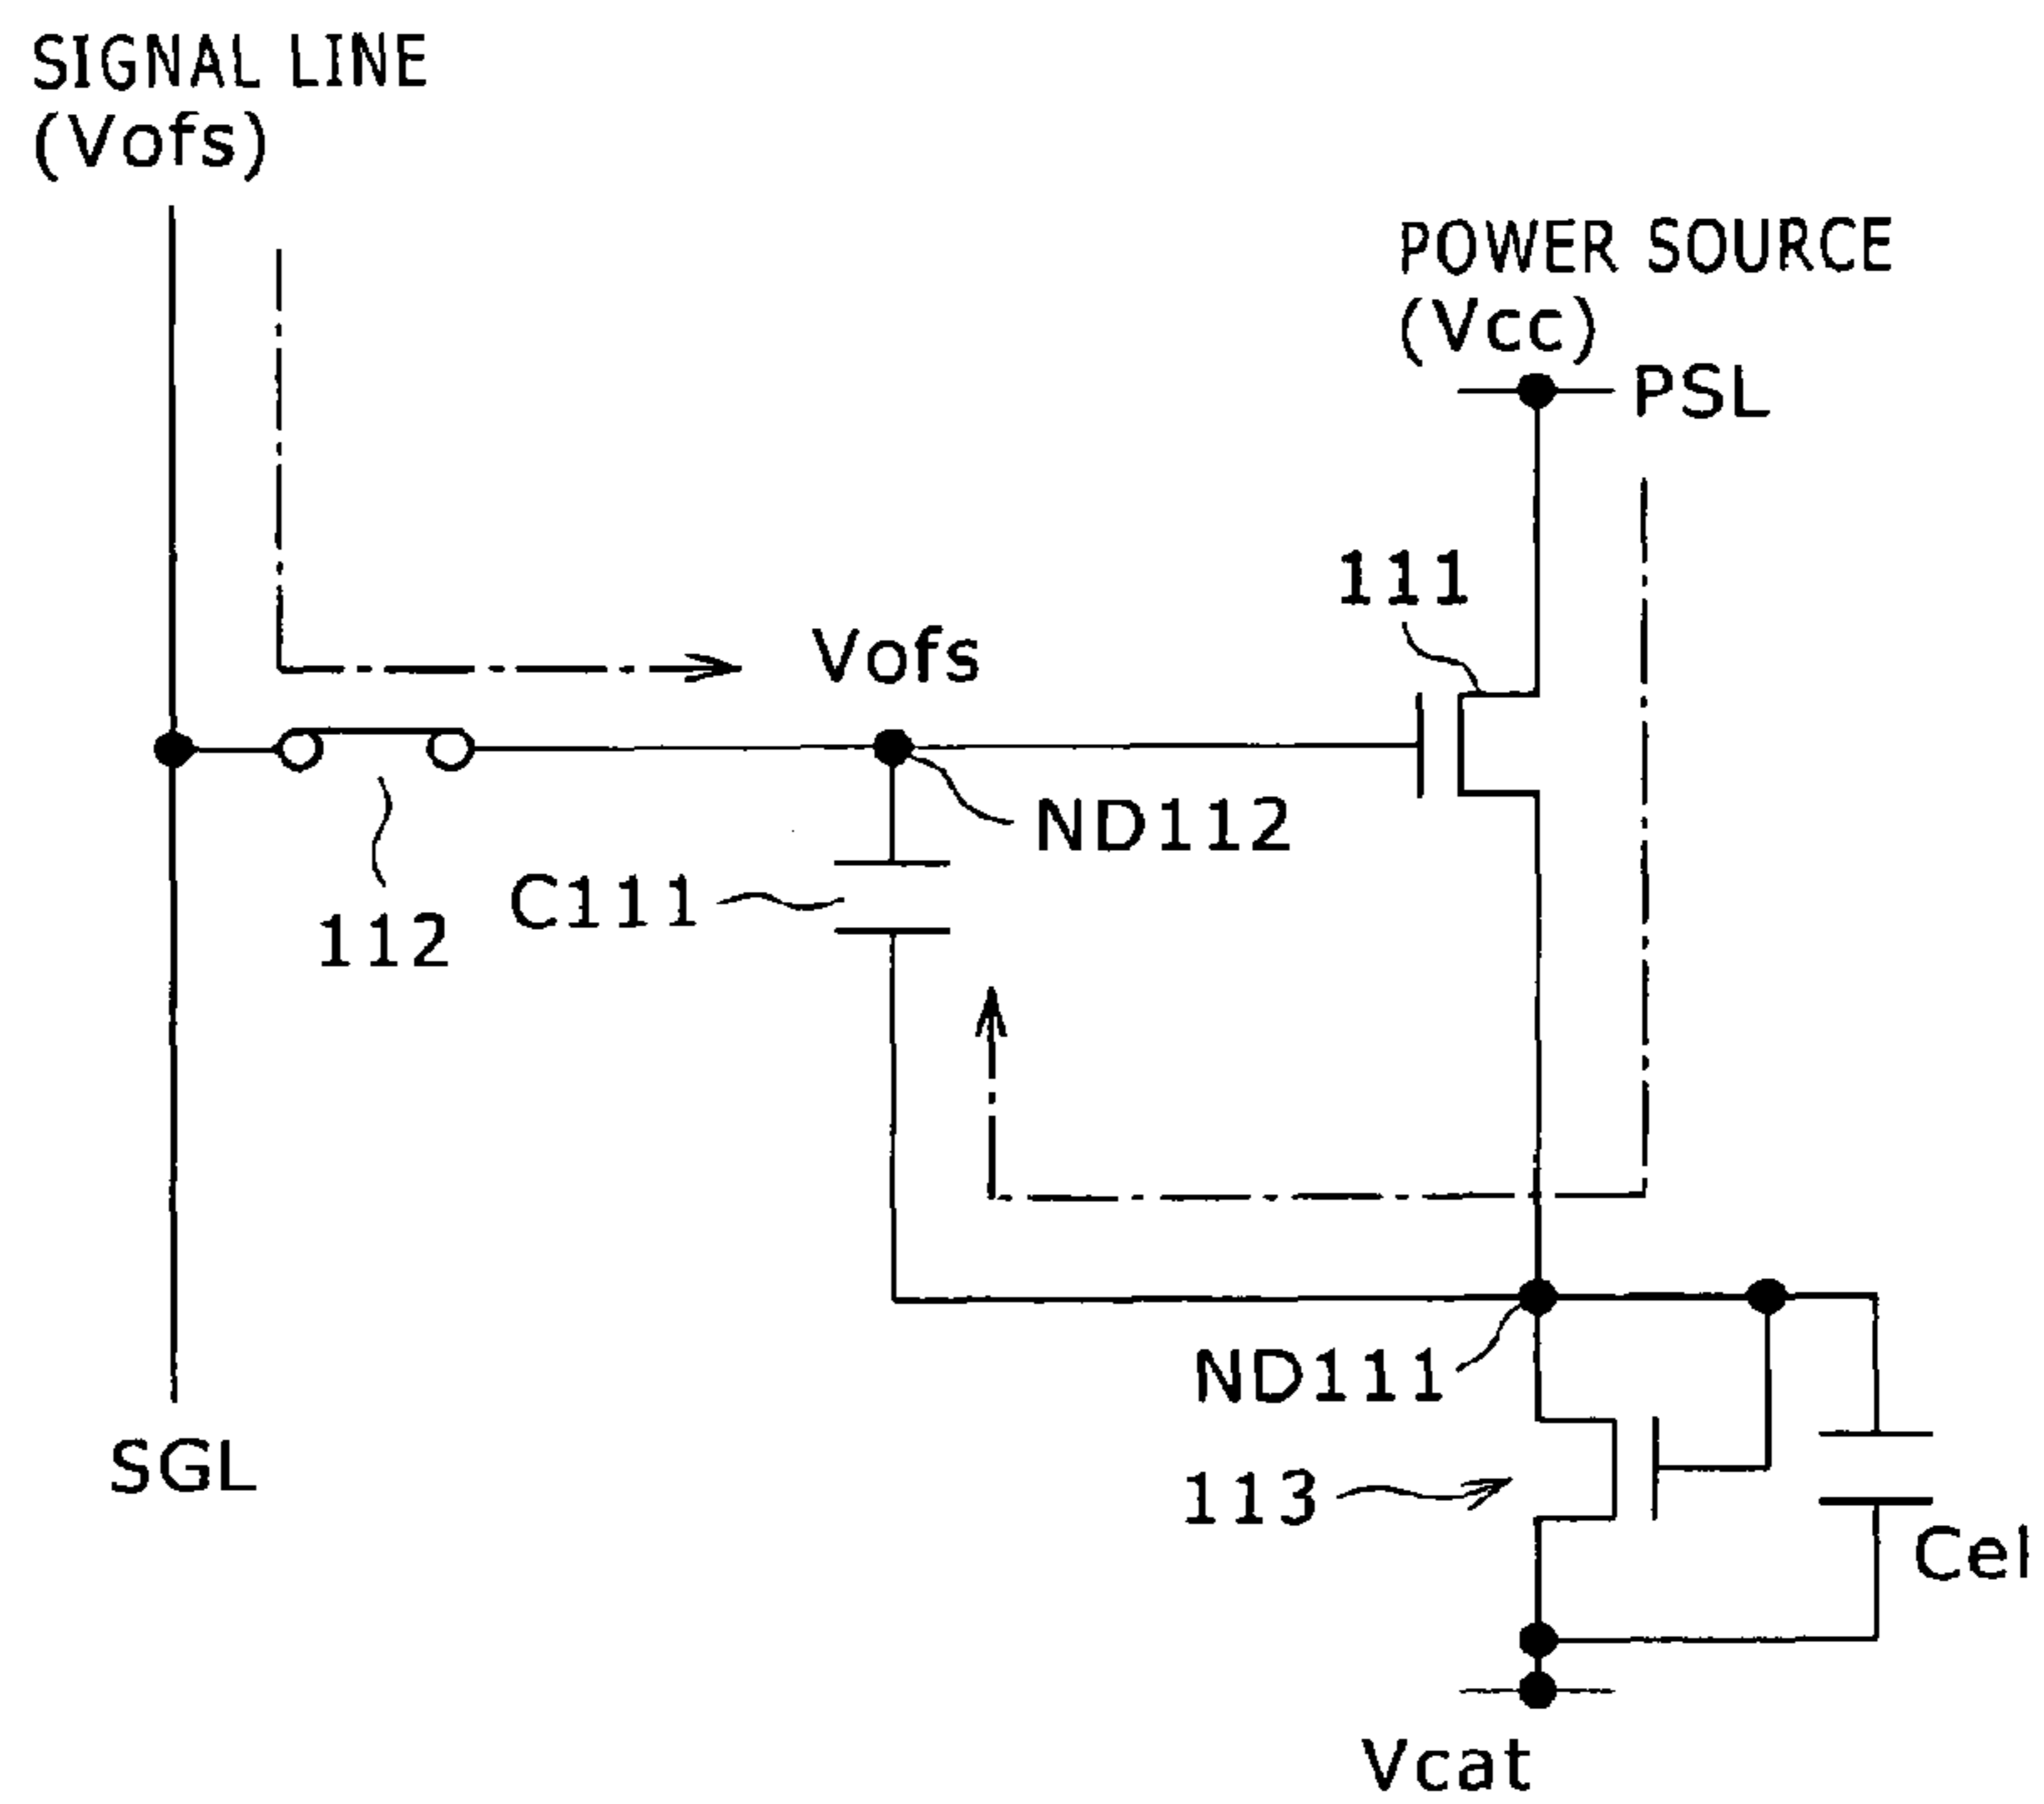 SIGNAL LINE
(Vofs)
POWER SOURCE
(Vcc)
PSL
111
Vofs
ND112
C111
112
ND111
SGL
113
Cel
Vcat